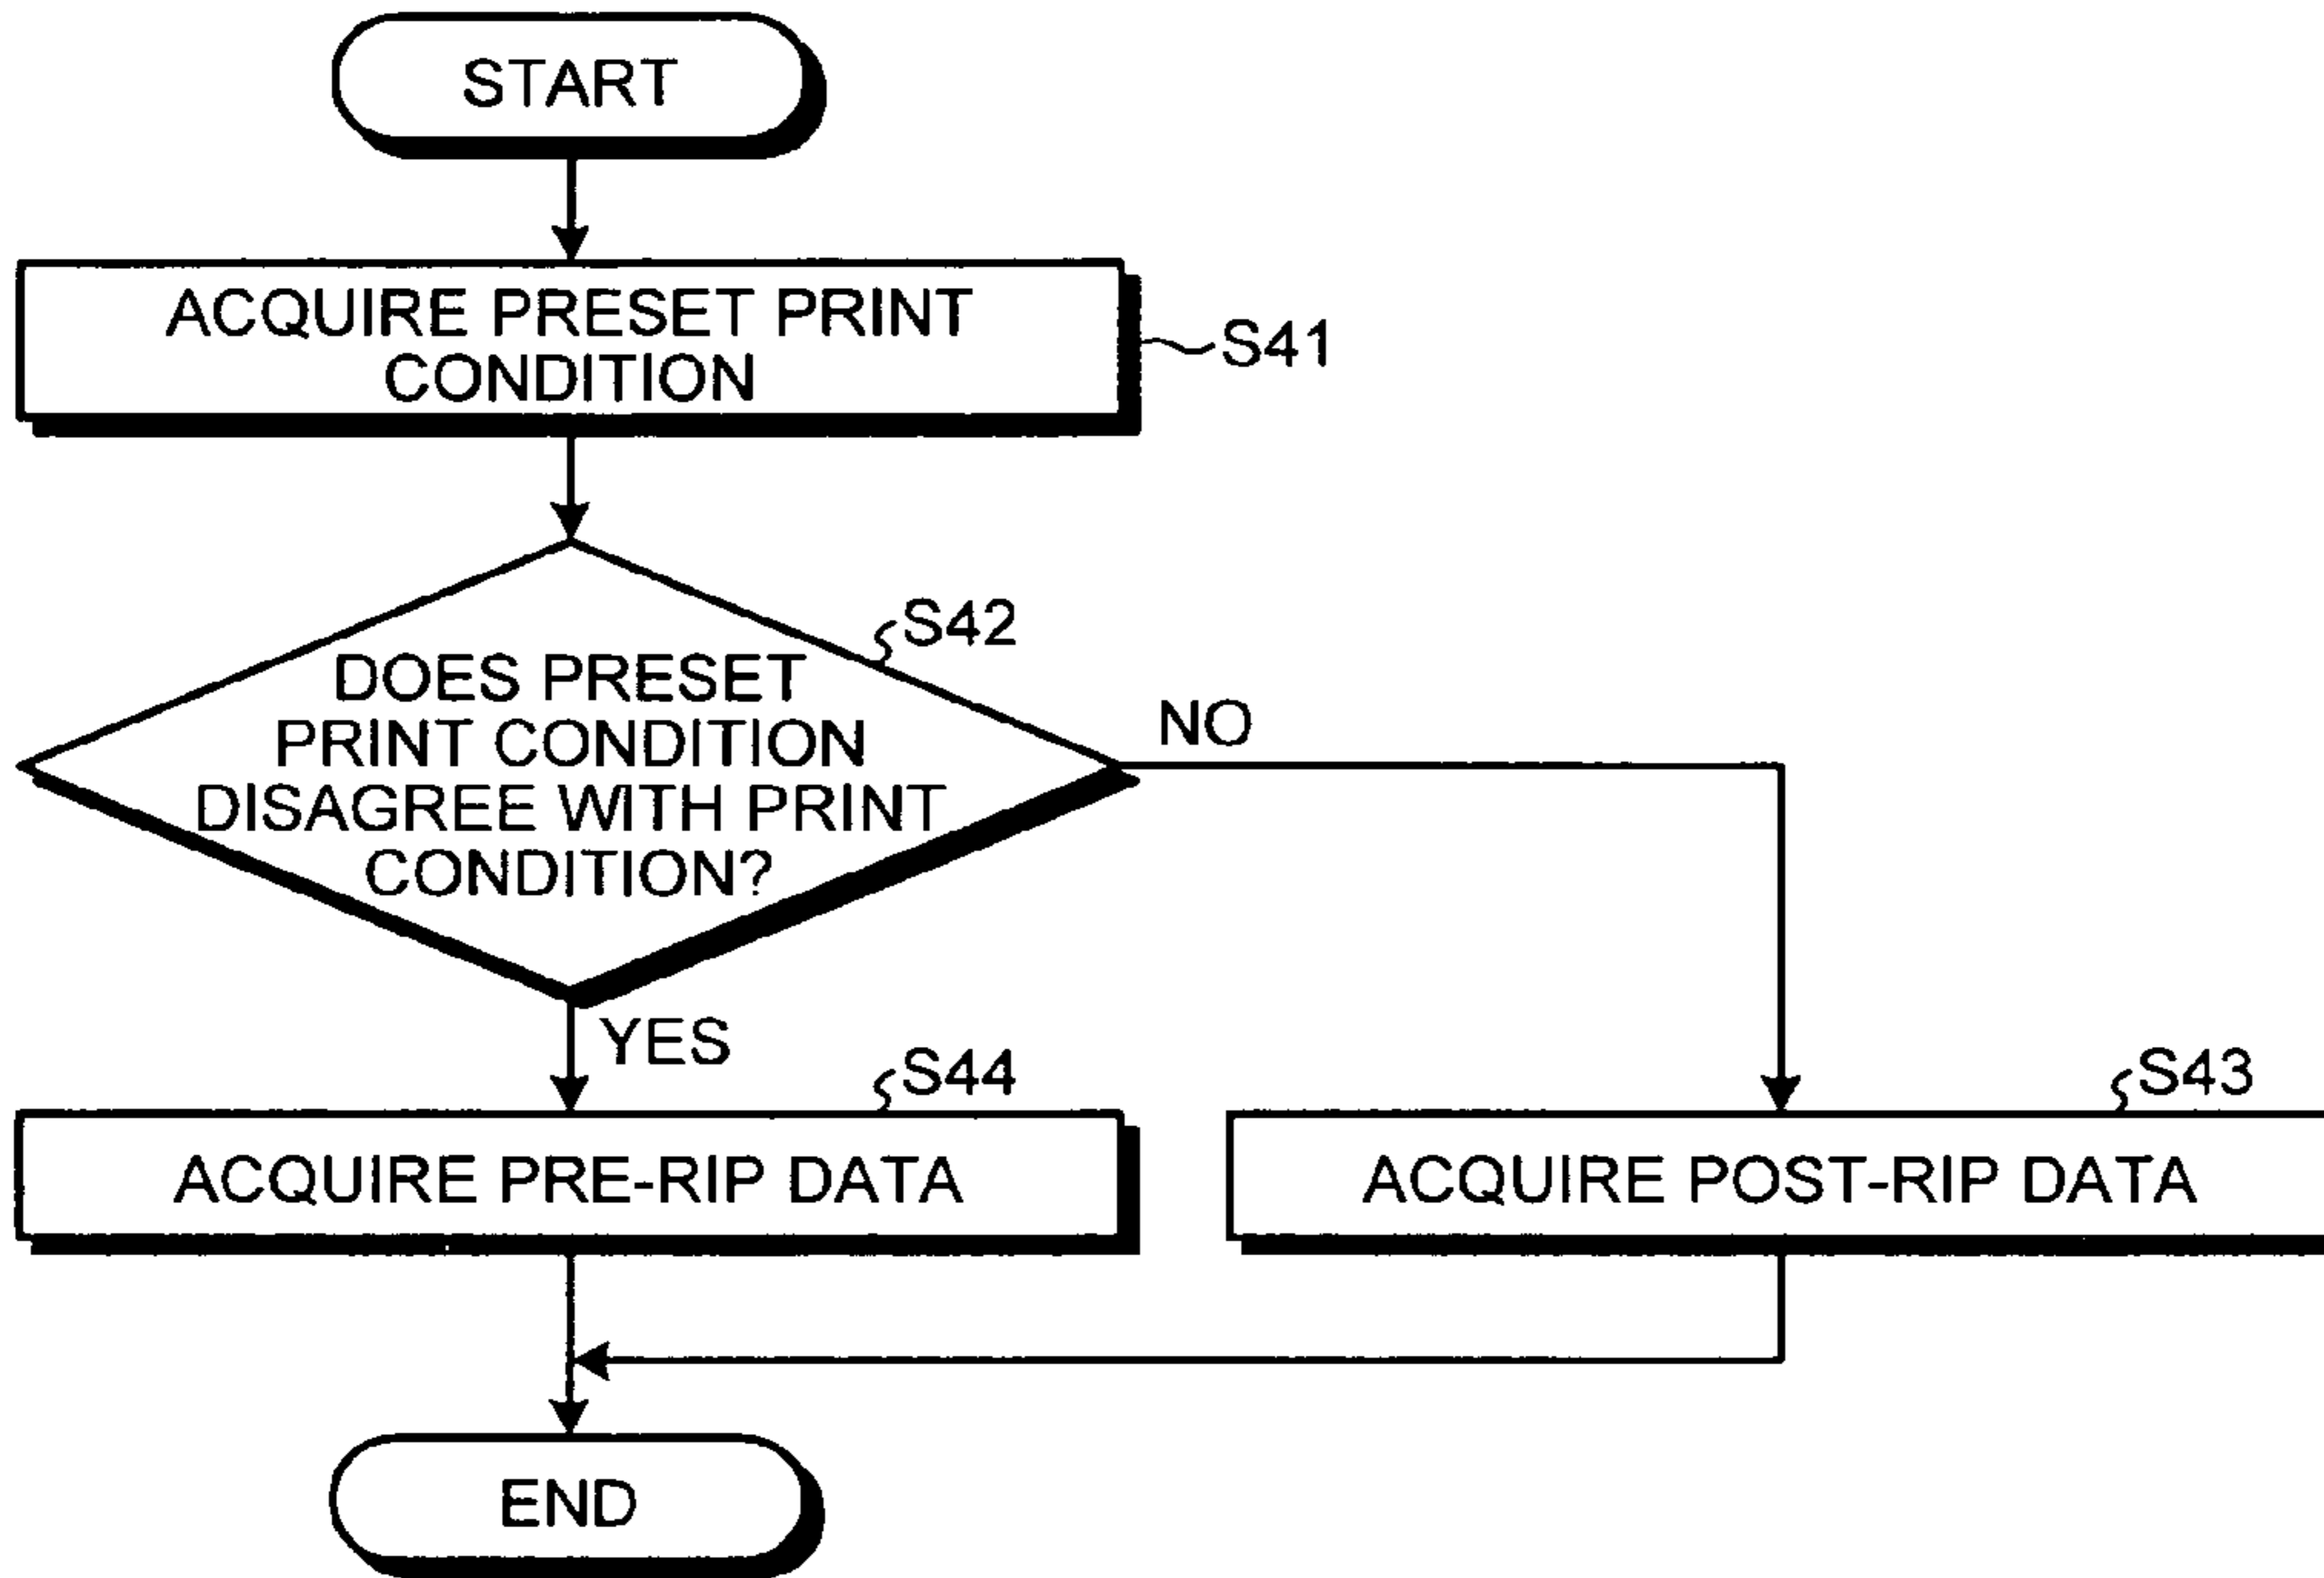 START
ACQUIRE PRESET PRINT
CONDITION
S41
S42
DOES PRESET
PRINT CONDITION
DISAGREE WITH PRINT
CONDITION?
NO
YES
S44
S43
ACQUIRE PRE-RIP DATA
ACQUIRE POST-RIP DATA
END